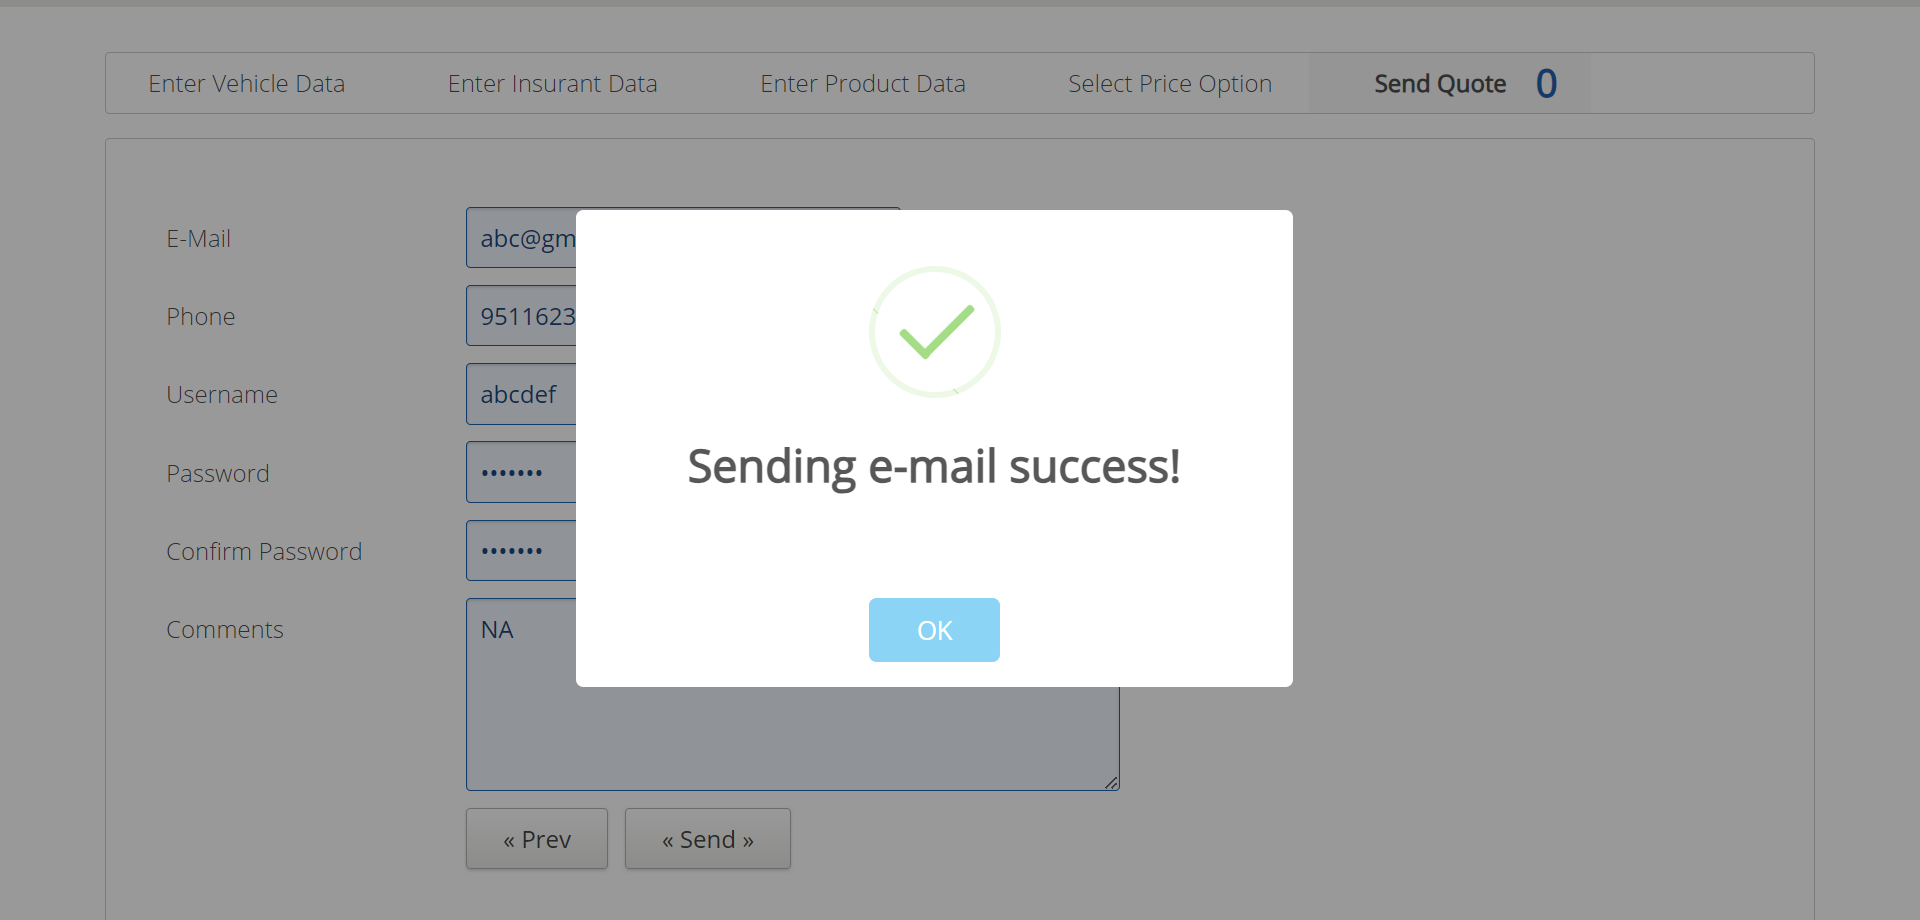 Enter Vehicle Data Enter Insurant Data Enter Product Data Select Price Option Send Quote 0
E-Mail abc@gm
Phone 9511623
Username abcdef
Password •••••••
Confirm Password •••••••
Comments NA
Sending e-mail success!
OK
« Prev « Send »